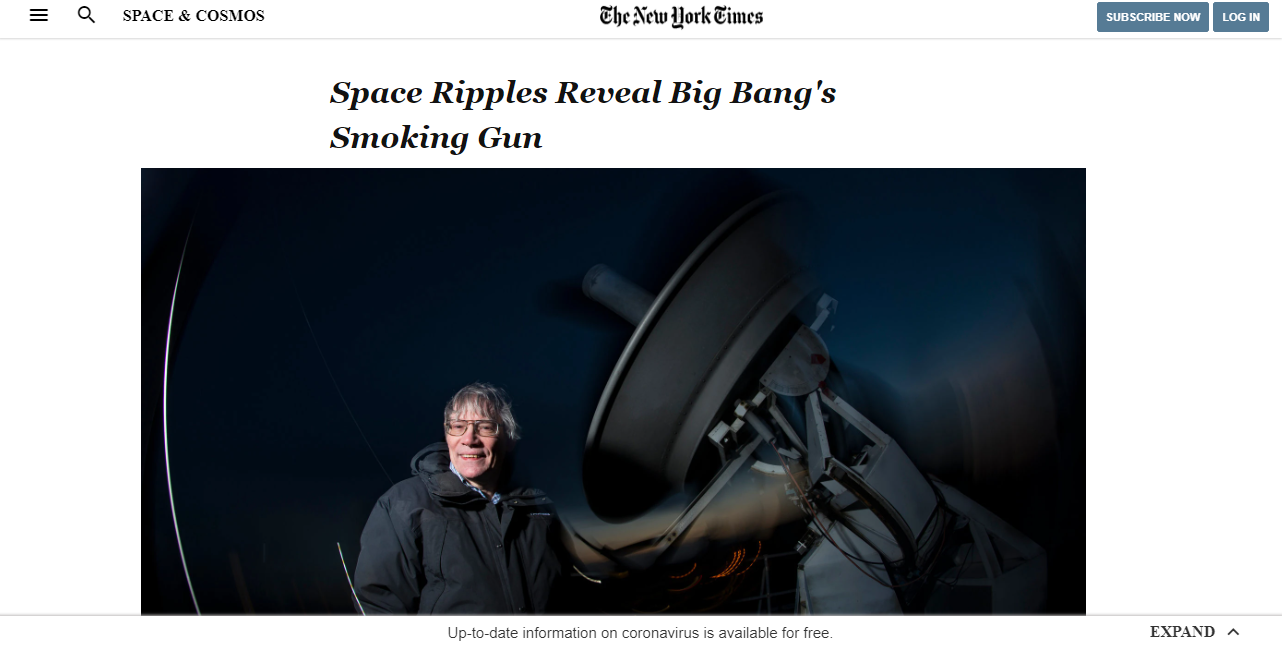 SPACE & COSMOS
The New York Times
SUBSCRIBE NOW
LOG IN
Space Ripples Reveal Big Bang's
Smoking Gun
Up-to-date information on coronavirus is available for free.
EXPAND